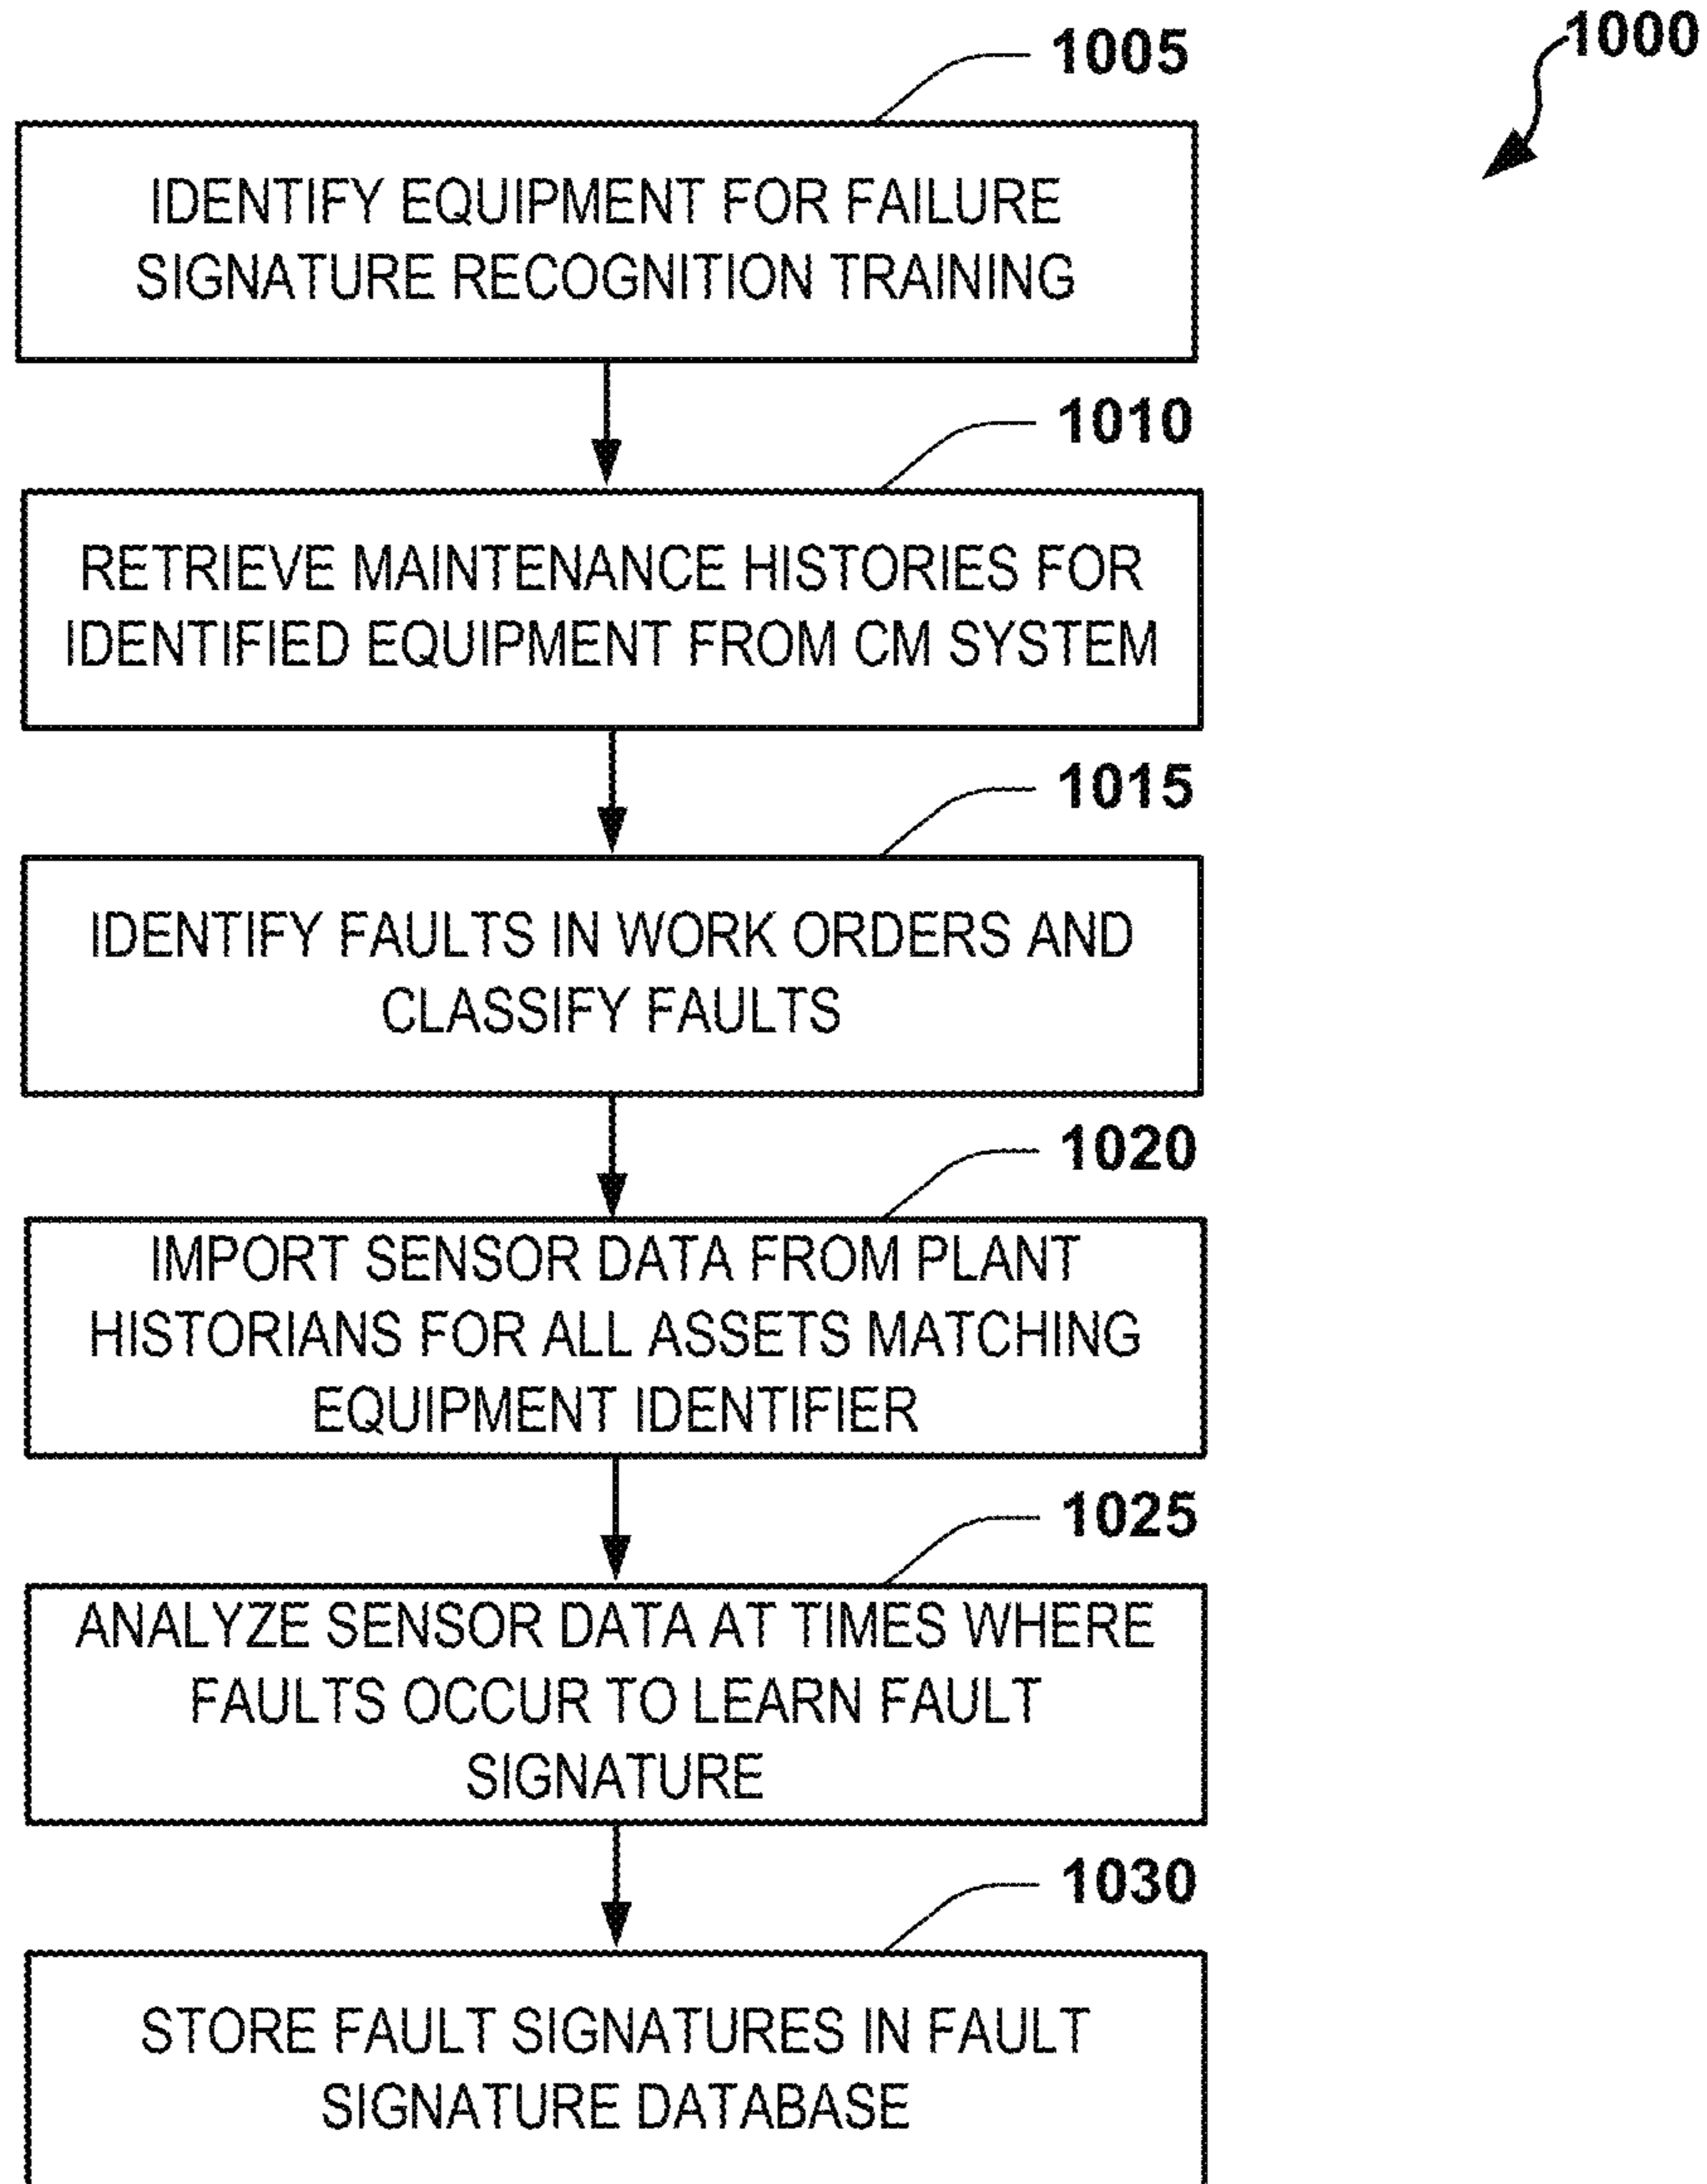 1000
1005
IDENTIFY EQUIPMENT FOR FAILURE
SIGNATURE RECOGNITION TRAINING
1010
RETRIEVE MAINTENANCE HISTORIES FOR
IDENTIFIED EQUIPMENT FROM CM SYSTEM
1015
IDENTIFY FAULTS IN WORK ORDERS AND
CLASSIFY FAULTS
1020
IMPORT SENSOR DATA FROM PLANT
HISTORIANS FOR ALL ASSETS MATCHING
EQUIPMENT IDENTIFIER
1025
ANALYZE SENSOR DATA AT TIMES WHERE
FAULTS OCCUR TO LEARN FAULT
SIGNATURE
1030
STORE FAULT SIGNATURES IN FAULT
SIGNATURE DATABASE